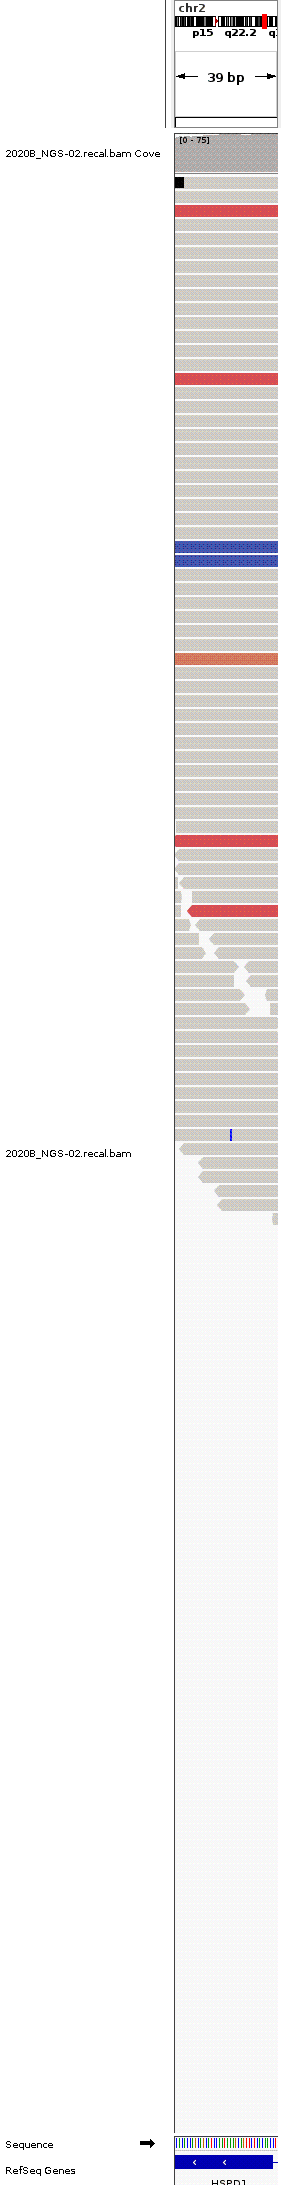 chr2
p15 q22.2
39 bp
[0 - 75]
2020B_NGS-02.recal.bam Cove
2020B_NGS-02.recal.bam
Sequence
RefSeq Genes
HSPD1